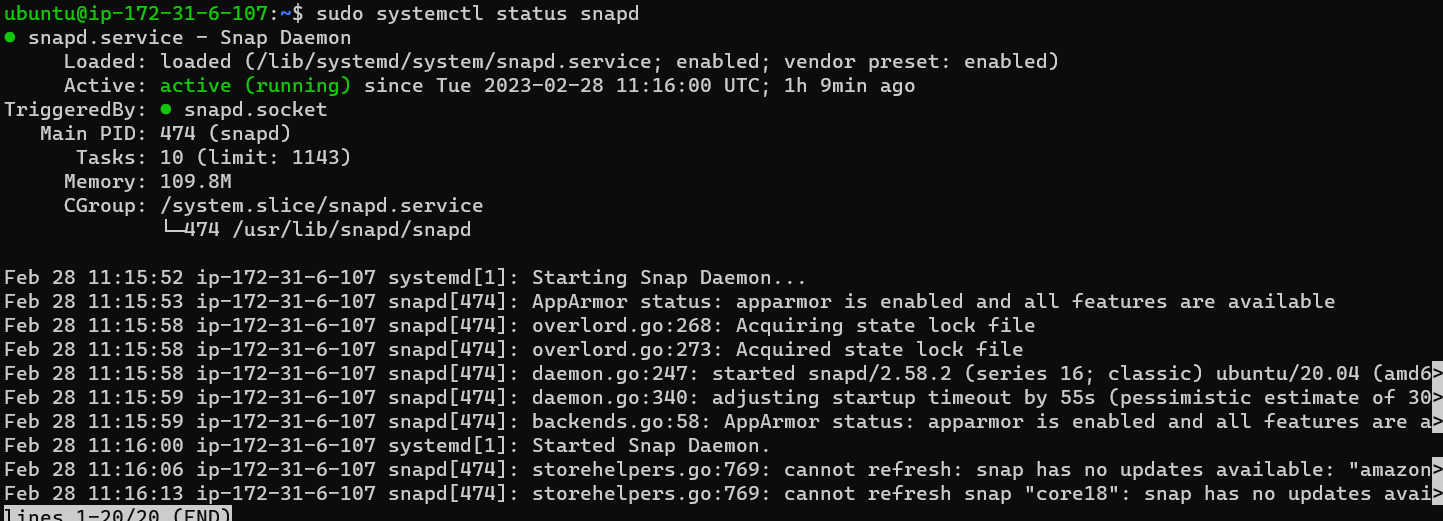 ubuntu@ip-172-31-6-107:~$ sudo systemctl status snapd
● snapd.service - Snap Daemon
Loaded: loaded (/lib/systemd/system/snapd.service; enabled; vendor preset: enabled)
Active: active (running) since Tue 2023-02-28 11:16:00 UTC; 1h 9min ago
TriggeredBy: ● snapd.socket
Main PID: 474 (snapd)
Tasks: 10 (limit: 1143)
Memory: 109.8M
CGroup: /system.slice/snapd.service
└─474 /usr/lib/snapd/snapd
Feb 28 11:15:52 ip-172-31-6-107 systemd[1]: Starting Snap Daemon...
Feb 28 11:15:53 ip-172-31-6-107 snapd[474]: AppArmor status: apparmor is enabled and all features are available
Feb 28 11:15:58 ip-172-31-6-107 snapd[474]: overlord.go:268: Acquiring state lock file
Feb 28 11:15:58 ip-172-31-6-107 snapd[474]: overlord.go:273: Acquired state lock file
Feb 28 11:15:58 ip-172-31-6-107 snapd[474]: daemon.go:247: started snapd/2.58.2 (series 16; classic) ubuntu/20.04 (amd6>
Feb 28 11:15:59 ip-172-31-6-107 snapd[474]: daemon.go:340: adjusting startup timeout by 55s (pessimistic estimate of 30>
Feb 28 11:15:59 ip-172-31-6-107 snapd[474]: backends.go:58: AppArmor status: apparmor is enabled and all features are a>
Feb 28 11:16:00 ip-172-31-6-107 systemd[1]: Started Snap Daemon.
Feb 28 11:16:06 ip-172-31-6-107 snapd[474]: storehelpers.go:769: cannot refresh: snap has no updates available: "amazon>
Feb 28 11:16:13 ip-172-31-6-107 snapd[474]: storehelpers.go:769: cannot refresh snap "core18": snap has no updates avai>
lines 1-20/20 (END)